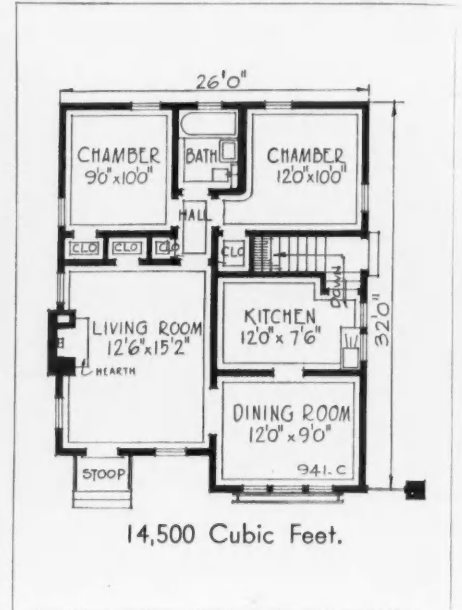 26'0"
CHAMBER
9'0"x10'0"
BATH
CHAMBER
12'0"x10'0"
HALL
CLO
CLO
CLO
CLO
DOWN
32'0"
LIVING ROOM
12'6"x15'2"
HEARTH
KITCHEN
12'0"x 7'6"
DINING ROOM
12'0"x9'0"
941-C
STOOP
14,500 Cubic Feet.